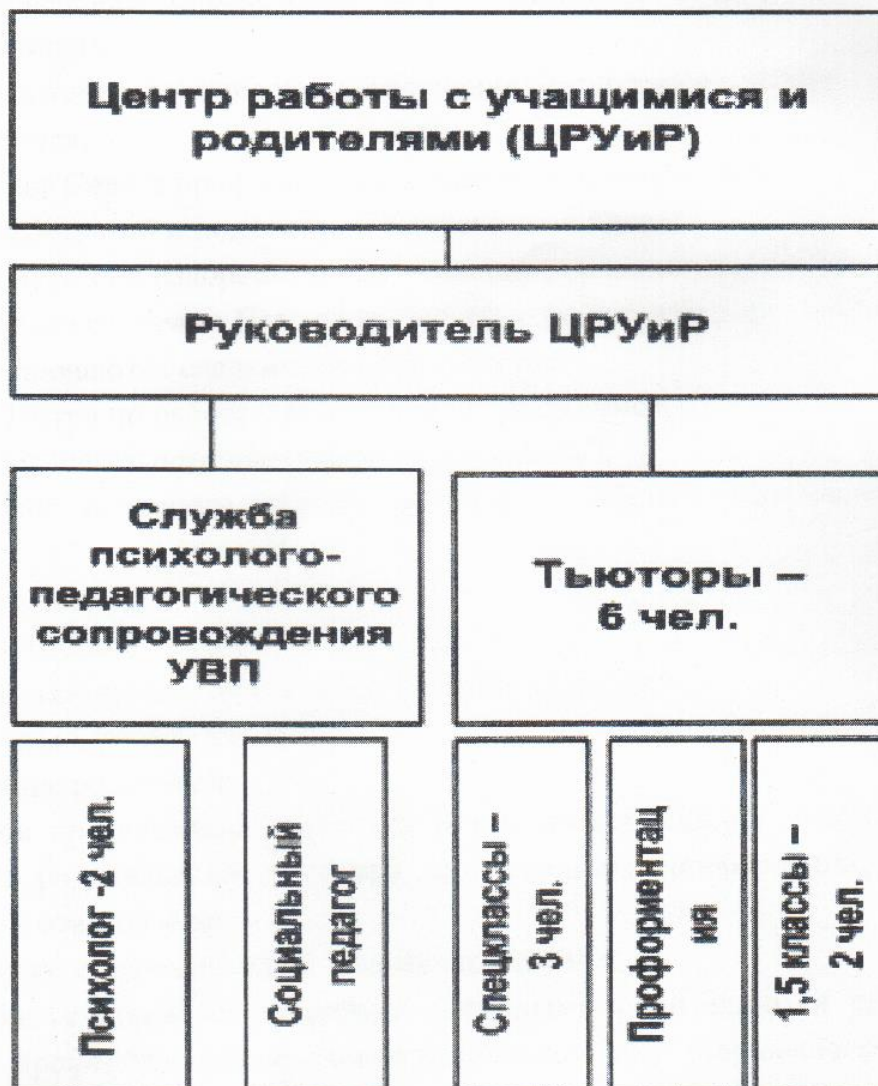 Центр работы с учащимися и
родителями (ЦРУиР)
Руководитель ЦРУиР
Служба
психолого-
педагогического
сопровождения
УВП
Тьюторы –
6 чел.
Психолог -2 чел.
Социальный
педагог
Спецклассы –
3 чел.
Проформентац
ия
1,5 классы –
2 чел.